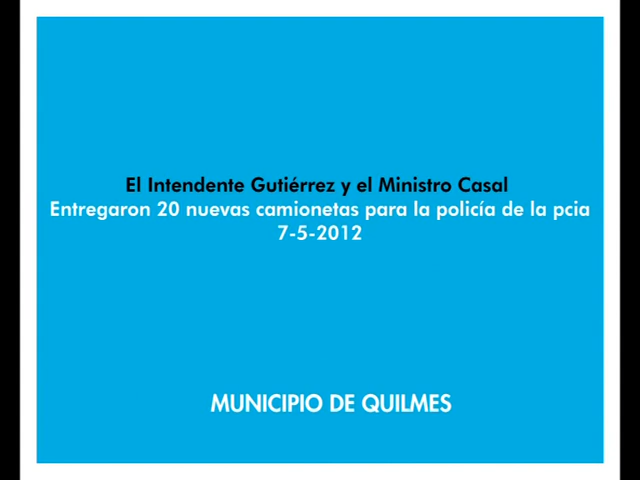 El Intendente Gutiérrez y el Ministro Casal
Entregaron 20 nuevas camionetas para la policía de la pcia
7-5-2012
MUNICIPIO DE QUILMES